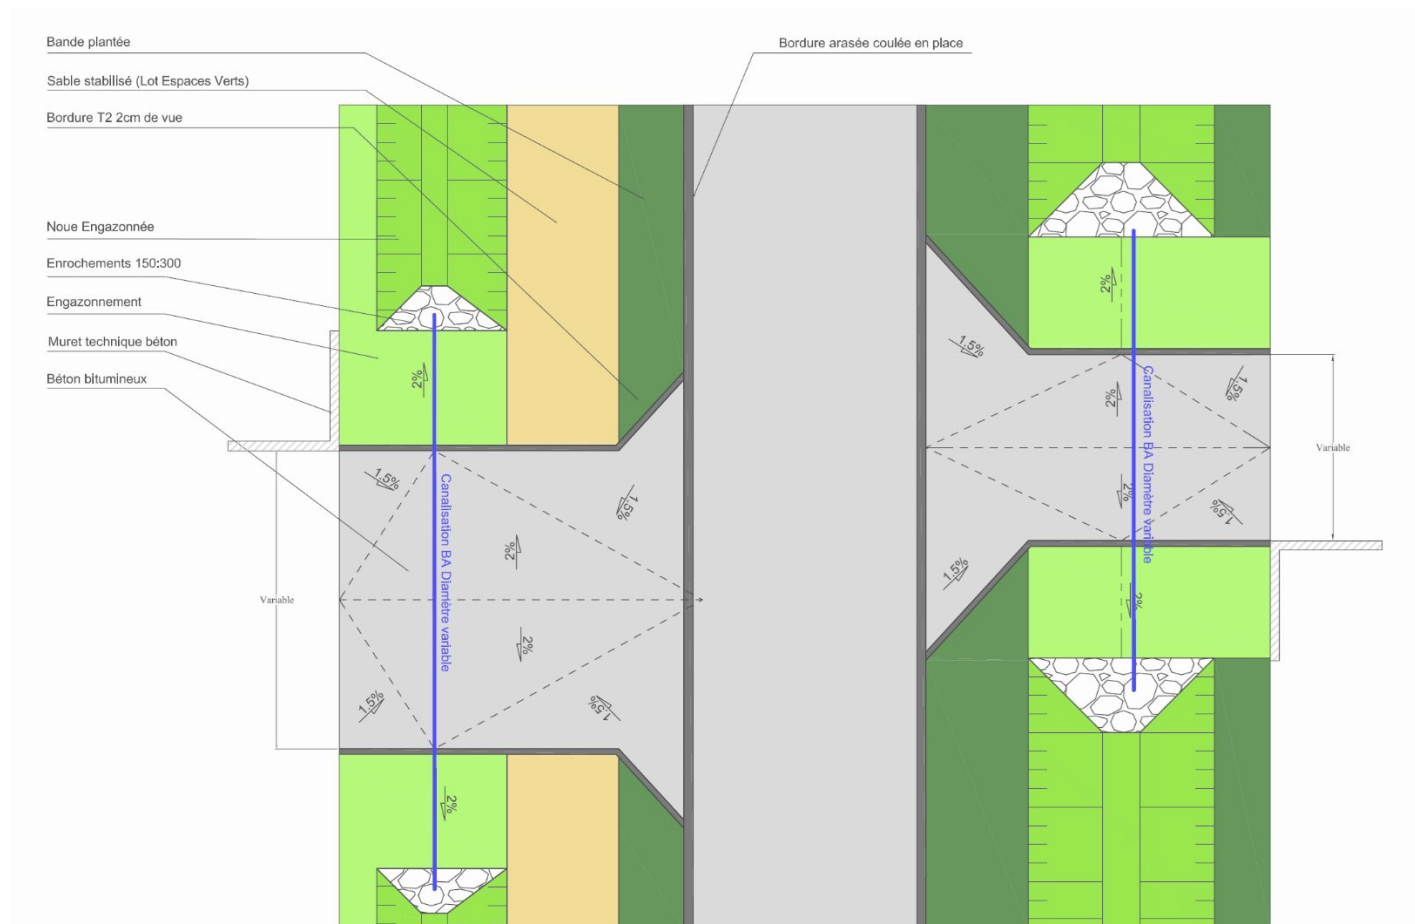 Bande plantée
Bordure arasée coulée en place
Sable stabilisé (Lot Espaces Verts)
Bordure T2 2cm de vue
Noue Engazonnée
Enrochements 150:300
Engazonnement
Muret technique béton
Béton bitumineux
2%
1.5%
1.5%
2%
Canalisation BA Diamètre variable
Variable
2%
1.5%
1.5%
2%
2%
1.5%
1.5%
2%
Canalisation BA Diamètre variable
2%
Variable
1.5%
1.5%
2%